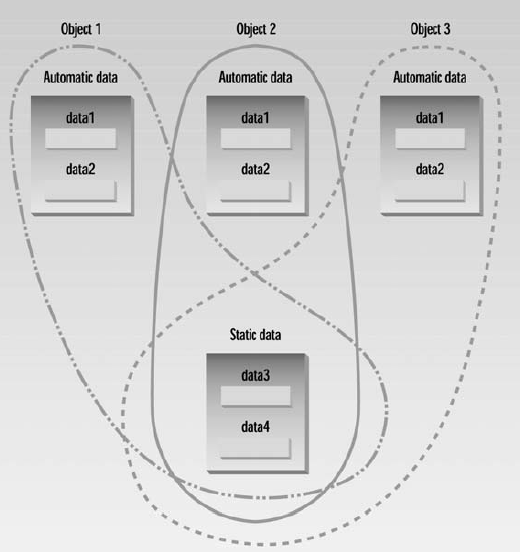 Object 1
Object 2
Object 3
Automatic data
Automatic data
Automatic data
data1
data1
data1
data2
data2
data2
Static data
data3
data4